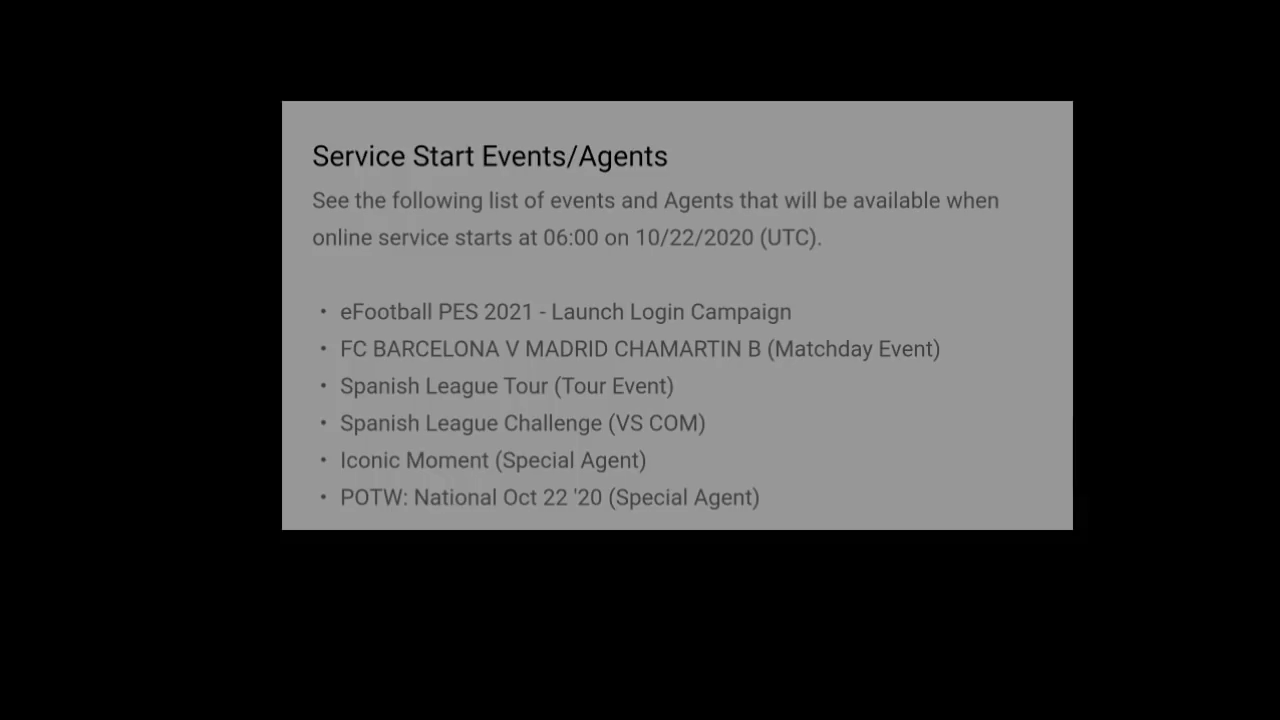 Service Start Events/Agents
See the following list of events and Agents that will be available when
online service starts at 06:00 on 10/22/2020 (UTC).
• eFootball PES 2021 - Launch Login Campaign
• FC BARCELONA V MADRID CHAMARTIN B (Matchday Event)
• Spanish League Tour (Tour Event)
• Spanish League Challenge (VS COM)
• Iconic Moment (Special Agent)
• POTW: National Oct 22 '20 (Special Agent)